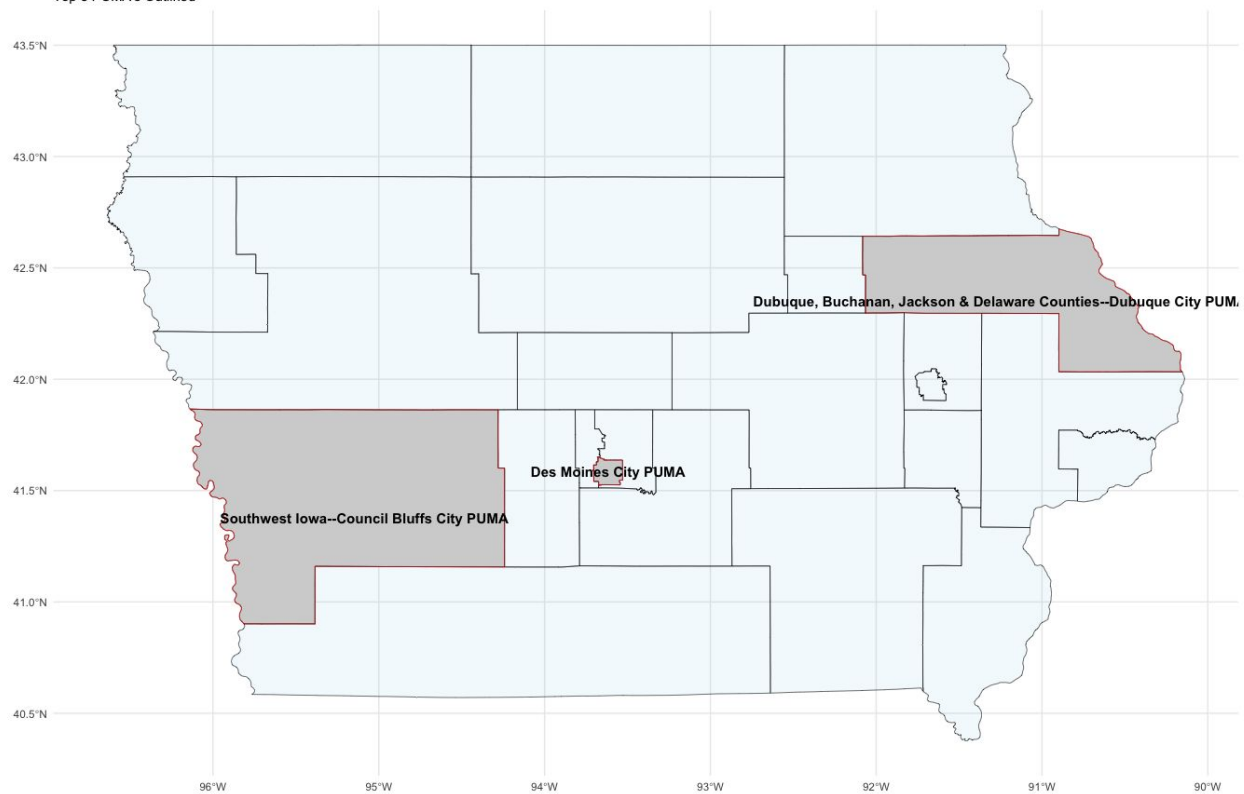 43.5°N
43.0°N
42.5°N
Dubuque, Buchanan, Jackson & Delaware Counties--Dubuque City
42.0°N
Des Moines City PUMA
41.5°N
Southwest Iowa--Council Bluffs City PUMA
41.0°N
40.5°N
96°W 95°W 94°W 93°W 92°W 91°W 90°W